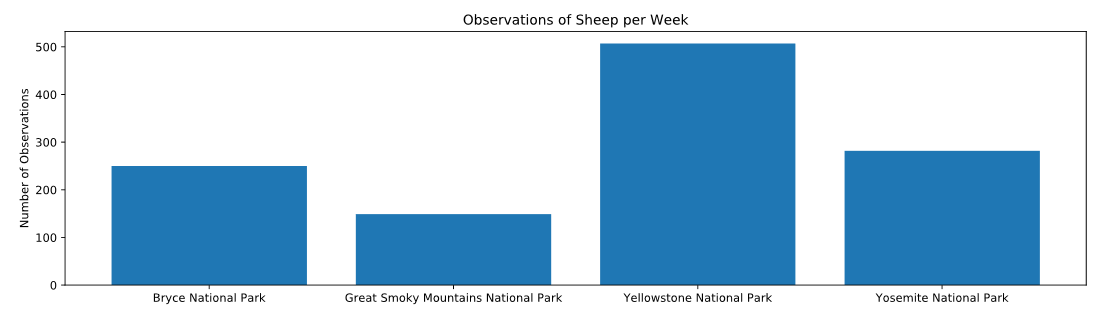 Observations of Sheep per Week
Number of Observations
500
400
300
200
100
0
Bryce National Park
Great Smoky Mountains National Park
Yellowstone National Park
Yosemite National Park